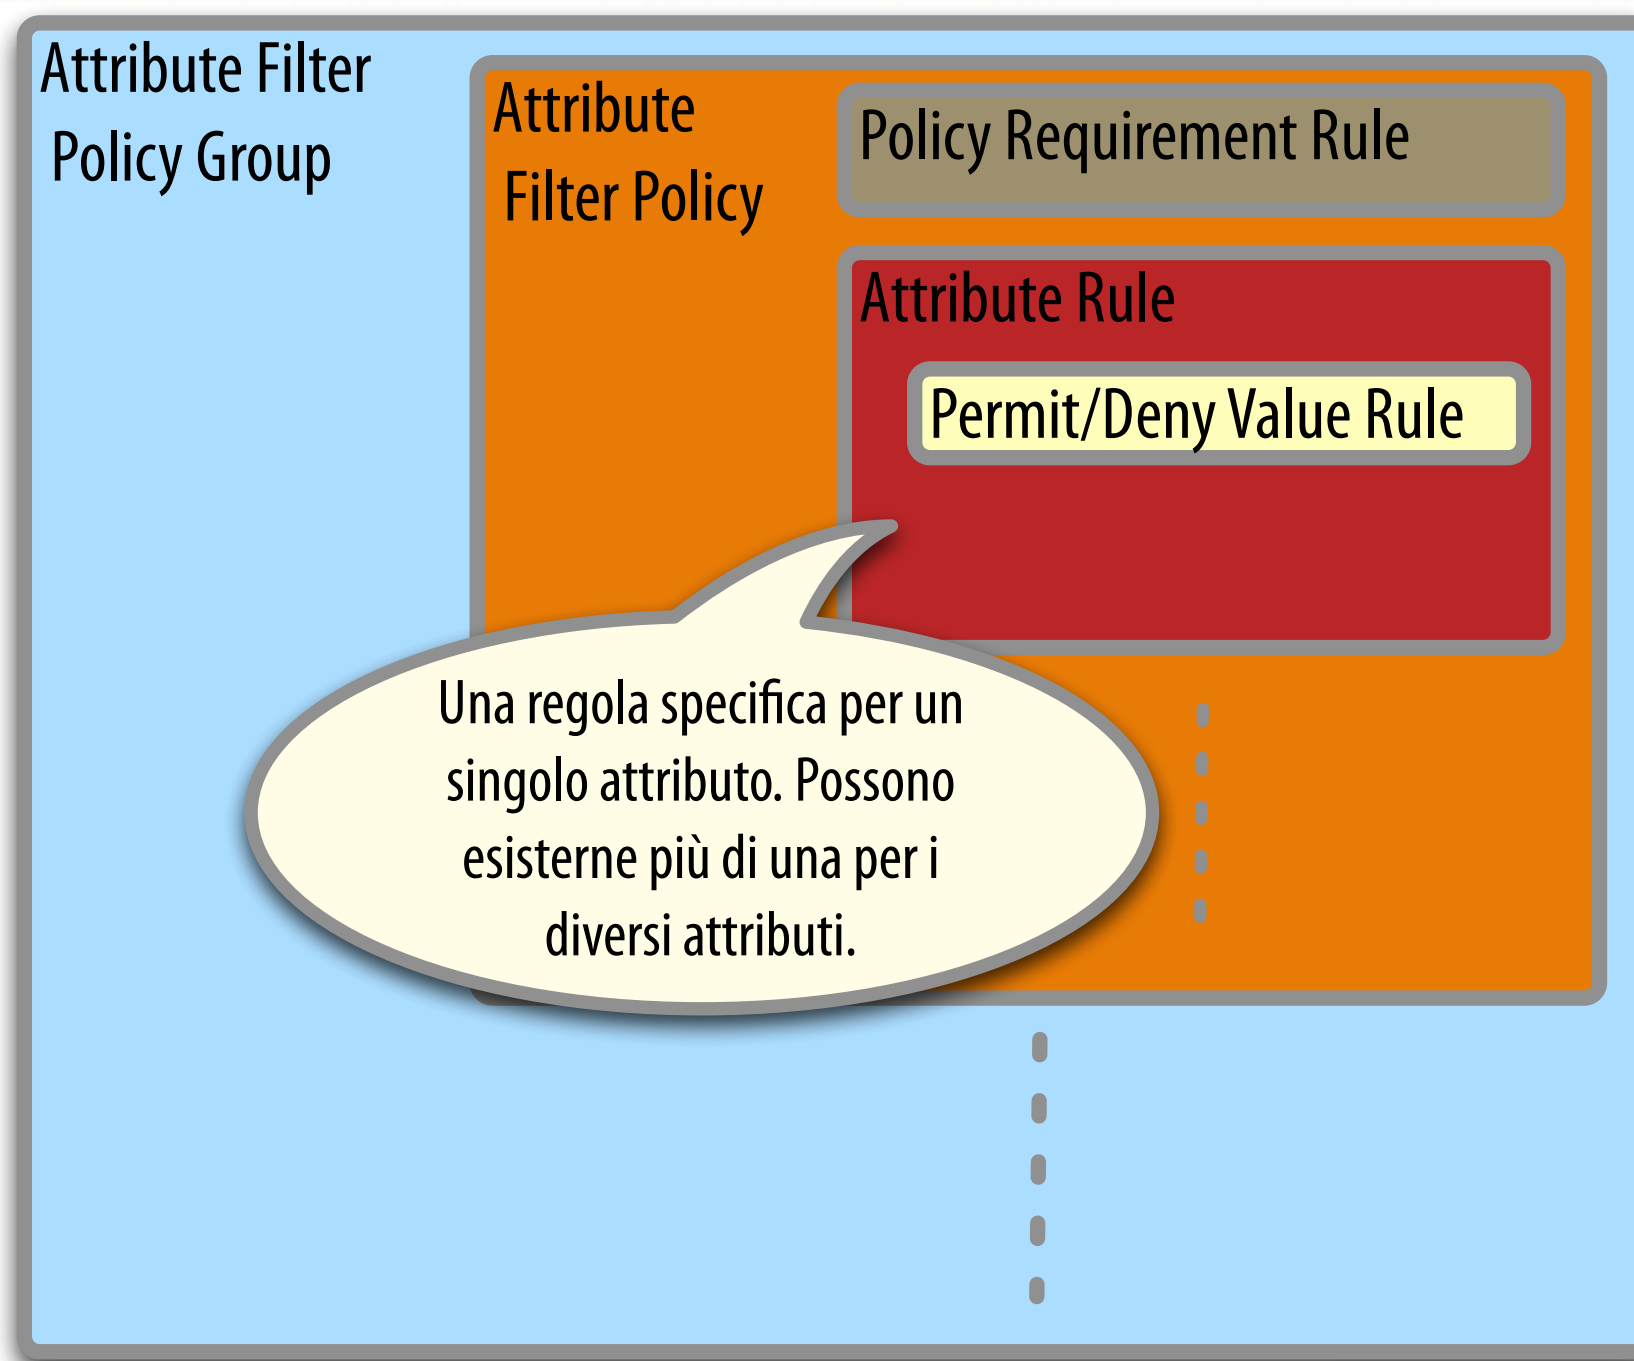 Attribute Filter
Policy Group
Attribute
Filter Policy
Policy Requirement Rule
Attribute Rule
Permit/Deny Value Rule
Una regola specifica per un
singolo attributo. Possono
esisterne più di una per i
diversi attributi.